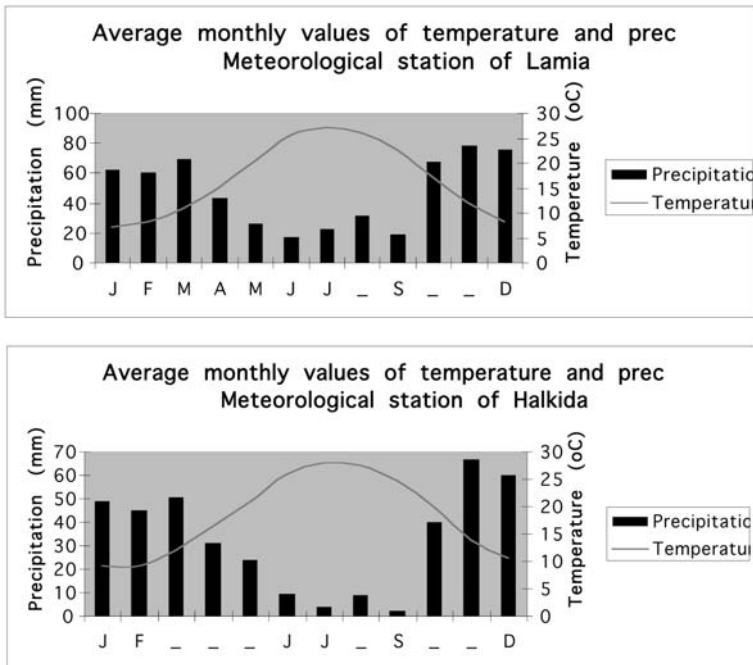 Average monthly values of temperature and prec
Meteorological station of Lamia
Precipitation (mm)
100
80
60
40
20
0
30
25
20
15
10
5
0
Tempereture (oC)
J F M A M J J _ S _ _ D
Precipitatic
Temperatur
Average monthly values of temperature and prec
Meteorological station of Halkida
Precipitation (mm)
70
60
50
40
30
20
10
0
30
25
20
15
10
5
0
Temperature (oC)
J F _ _ _ J J _ S _ _ D
Precipitatic
Temperatur